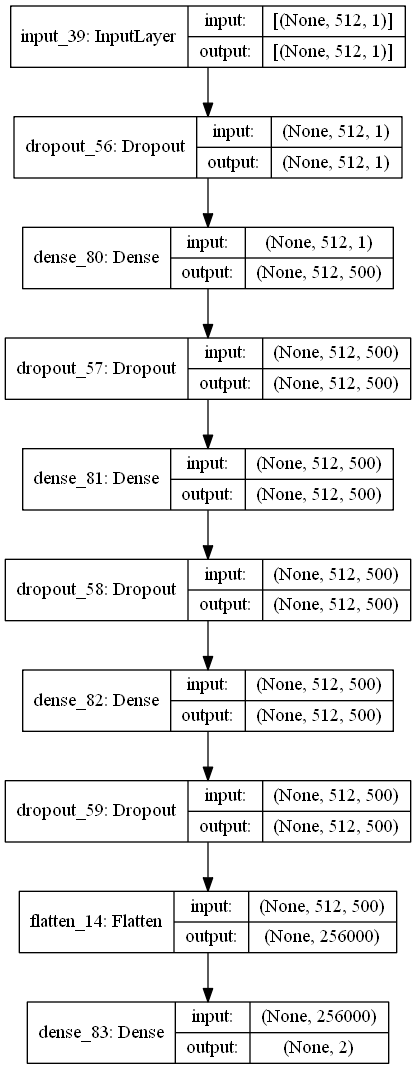 input_39: InputLayer
input: [(None, 512, 1)]
output: [(None, 512, 1)]
dropout_56: Dropout
input: (None, 512, 1)
output: (None, 512, 1)
dense_80: Dense
input: (None, 512, 1)
output: (None, 512, 500)
dropout_57: Dropout
input: (None, 512, 500)
output: (None, 512, 500)
dense_81: Dense
input: (None, 512, 500)
output: (None, 512, 500)
dropout_58: Dropout
input: (None, 512, 500)
output: (None, 512, 500)
dense_82: Dense
input: (None, 512, 500)
output: (None, 512, 500)
dropout_59: Dropout
input: (None, 512, 500)
output: (None, 512, 500)
flatten_14: Flatten
input: (None, 512, 500)
output: (None, 256000)
dense_83: Dense
input: (None, 256000)
output: (None, 2)